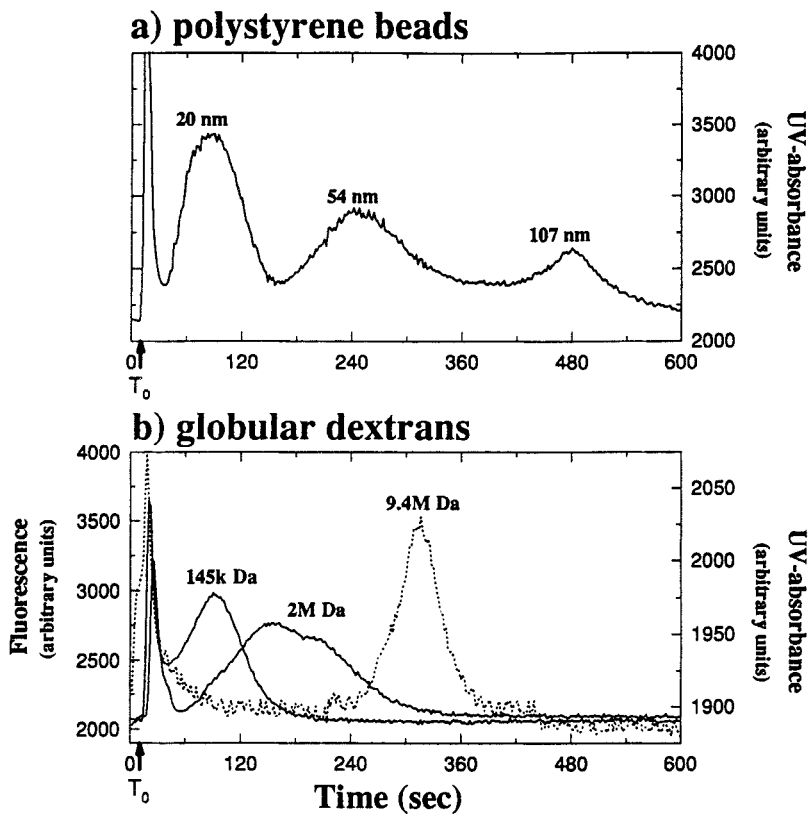 a) polystyrene beads
4000
3500
3000
2500
2000
UV-absorbance
(arbitrary units)
20 nm
54 nm
107 nm
0 120 240 360 480 600
T₀
b) globular dextrans
4000
3500
3000
2500
2000
Fluorescence
(arbitrary units)
2050
2000
1950
1900
UV-absorbance
(arbitrary units)
9.4M Da
145k Da
2M Da
0 120 240 360 480 600
T₀
Time (sec)